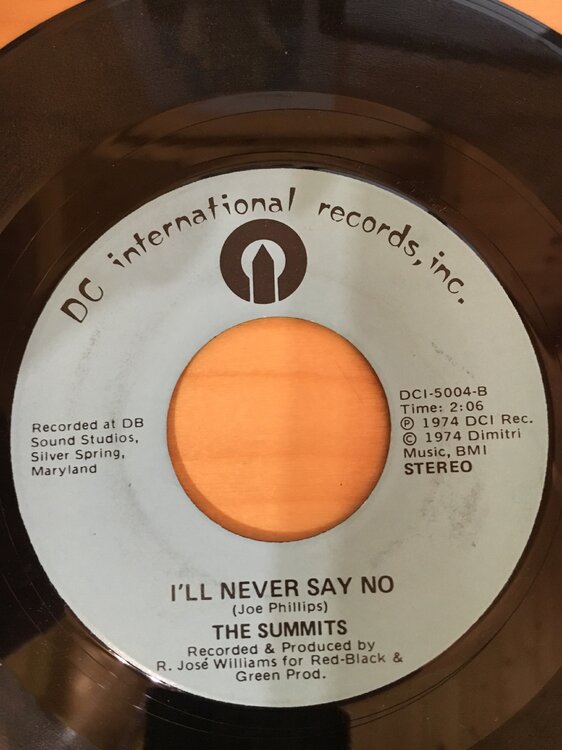 DC international records, inc.
Recorded at DB
Sound Studios,
Silver Spring,
Maryland
DCI-5004-B
Time: 2:06
Ⓟ 1974 DCI Rec.
© 1974 Dimitri
Music, BMI
STEREO
I'LL NEVER SAY NO
(Joe Phillips)
THE SUMMITS
Recorded & Produced by
R. José Williams for Red-Black &
Green Prod.